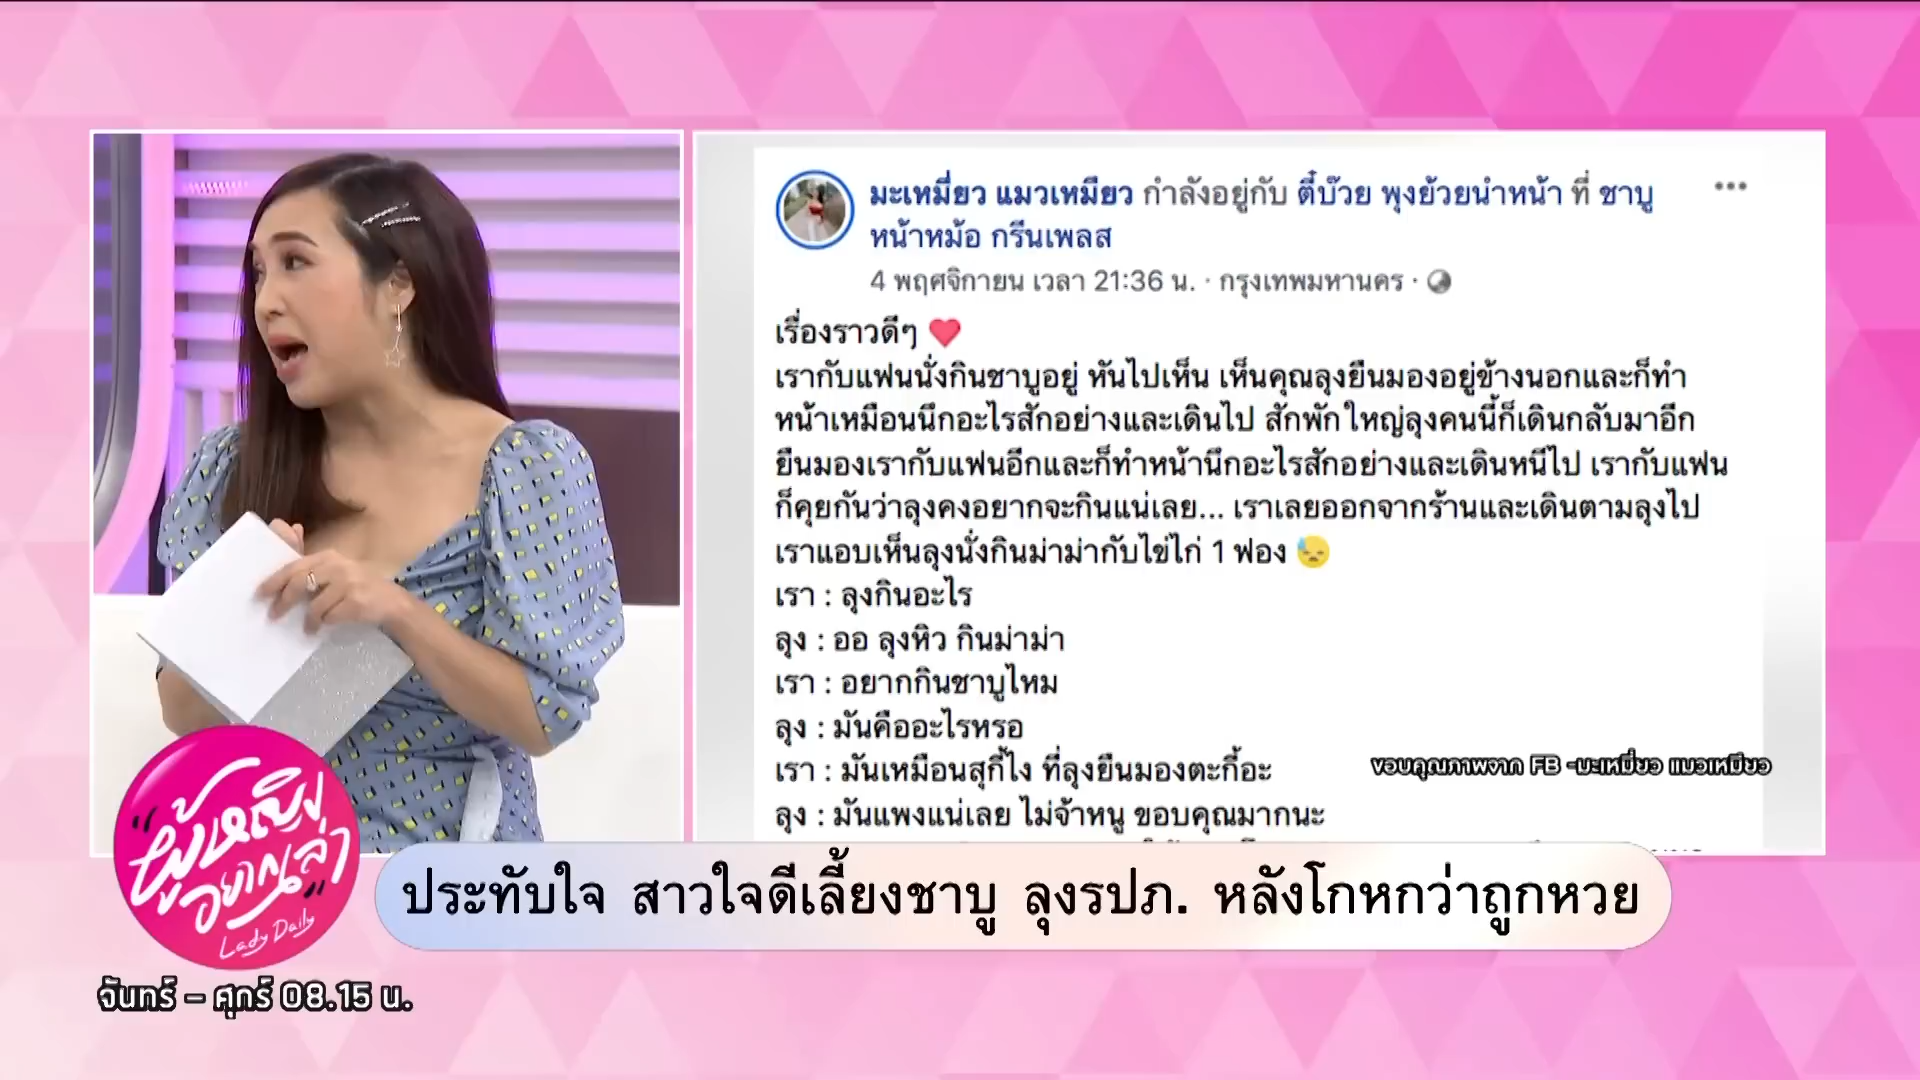 มะเหมี่ยว แมวเหมียว กำลังอยู่กับ ตี๋บ๊วย พุงย้วยนำหน้า ที่ ชาบู
หน้าหม้อ กรีนเพลส
4 พฤศจิกายน เวลา 21:36 น. · กรุงเทพมหานคร ·
เรื่องราวดีๆ ❤️
เรากับแฟนนั่งกินชาบูอยู่ หันไปเห็น เห็นคุณลุงยืนมองอยู่ข้างนอกและก็ทำ
หน้าเหมือนนึกอะไรสักอย่างและเดินไป สักพักใหญ่ลุงคนนี้ก็เดินกลับมาอีก
ยืนมองเรากับแฟนอีกและก็ทำหน้านึกอะไรสักอย่างและเดินหนีไป เรากับแฟน
ก็คุยกันว่าลุงคงอยากจะกินแน่เลย... เราเลยออกจากร้านและเดินตามลุงไป
เราแอบเห็นลุงนั่งกินม่าม่ากับไข่ไก่ 1 ฟอง 😓
เรา : ลุงกินอะไร
ลุง : ออ ลุงหิว กินม่าม่า
เรา : อยากกินชาบูไหม
ลุง : มันคืออะไรหรอ
เรา : มันเหมือนสุกี้ไง ที่ลุงยืนมองตะกี้อะ
ลุง : มันแพงแน่เลย ไม่จ้าหนู ขอบคุณมากนะ
ขอบคุณภาพจาก FB -มะเหมี่ยว แมวเหมียว
"ผู้หญิง
อยากเล่า"
Lady Daily
ประทับใจ สาวใจดีเลี้ยงชาบู ลุงรปภ. หลังโกหกว่าถูกหวย
จันทร์ - ศุกร์ 08.15 น.